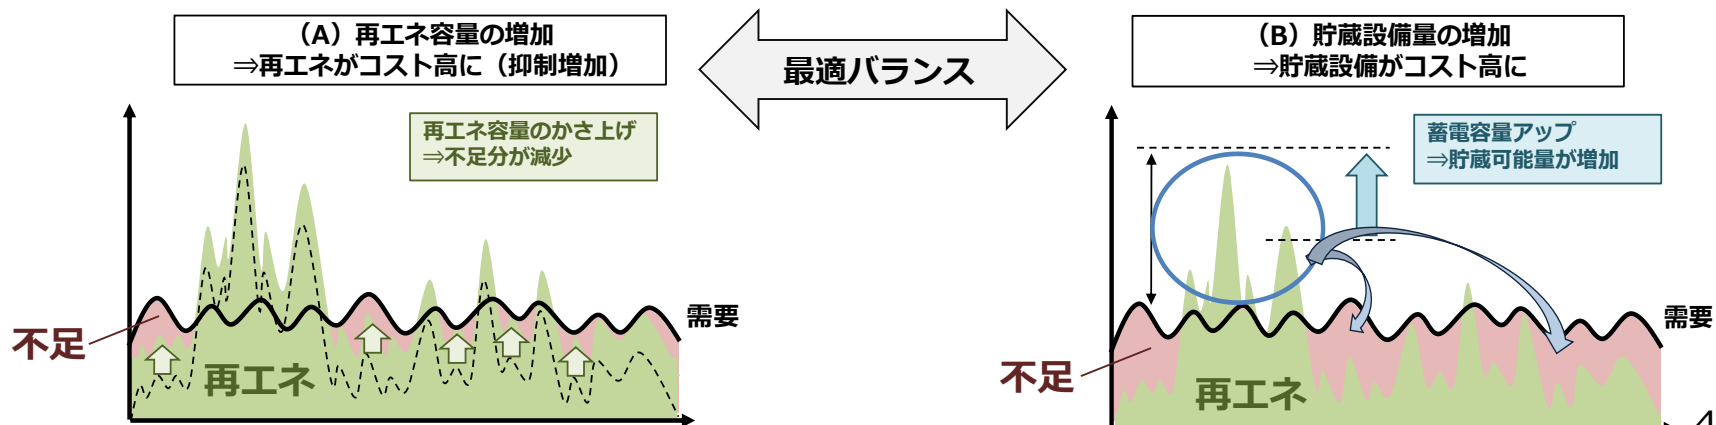 （A）再エネ容量の増加
⇒再エネがコスト高に（抑制増加）
最適バランス
（B）貯蔵設備量の増加
⇒貯蔵設備がコスト高に
再エネ容量のかさ上げ
⇒不足分が減少
蓄電容量アップ
⇒貯蔵可能量が増加
需要
不足
再エネ
需要
不足
再エネ
4